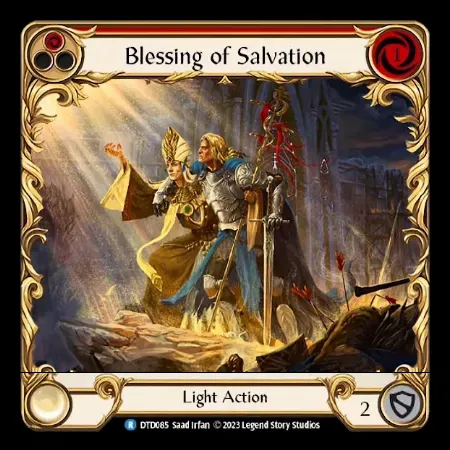 Blessing of Salvation
1
Light Action
2
R DTD085 Saad Irfan © 2023 Legend Story Studios